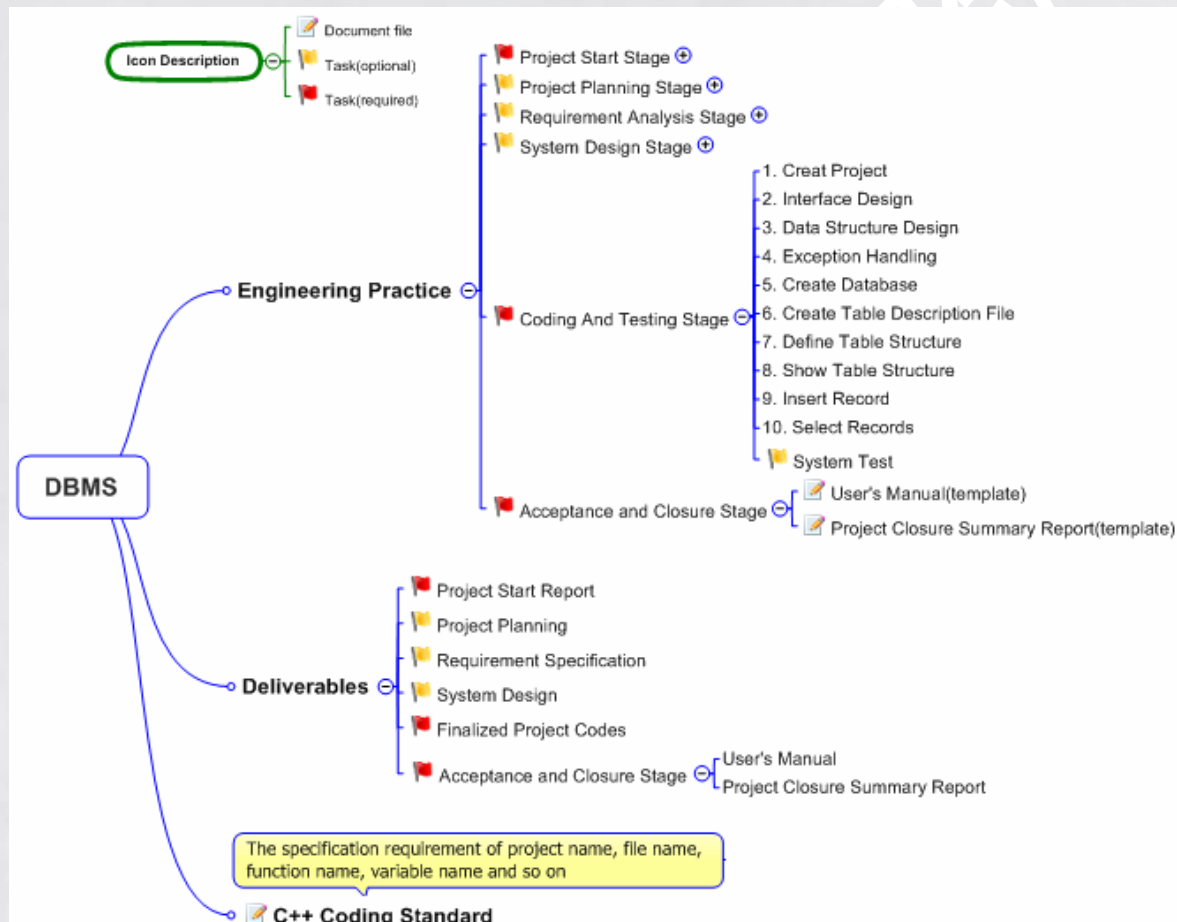 Icon Description
Document file
Task(optional)
Task(required)
Project Start Stage
Project Planning Stage
Requirement Analysis Stage
System Design Stage
1. Creat Project
2. Interface Design
3. Data Structure Design
4. Exception Handling
5. Create Database
6. Create Table Description File
7. Define Table Structure
8. Show Table Structure
9. Insert Record
10. Select Records
System Test
Engineering Practice
Coding And Testing Stage
Acceptance and Closure Stage
User's Manual(template)
Project Closure Summary Report(template)
DBMS
Project Start Report
Project Planning
Requirement Specification
System Design
Finalized Project Codes
Acceptance and Closure Stage
User's Manual
Project Closure Summary Report
Deliverables
The specification requirement of project name, file name,
function name, variable name and so on
C++ Coding Standard